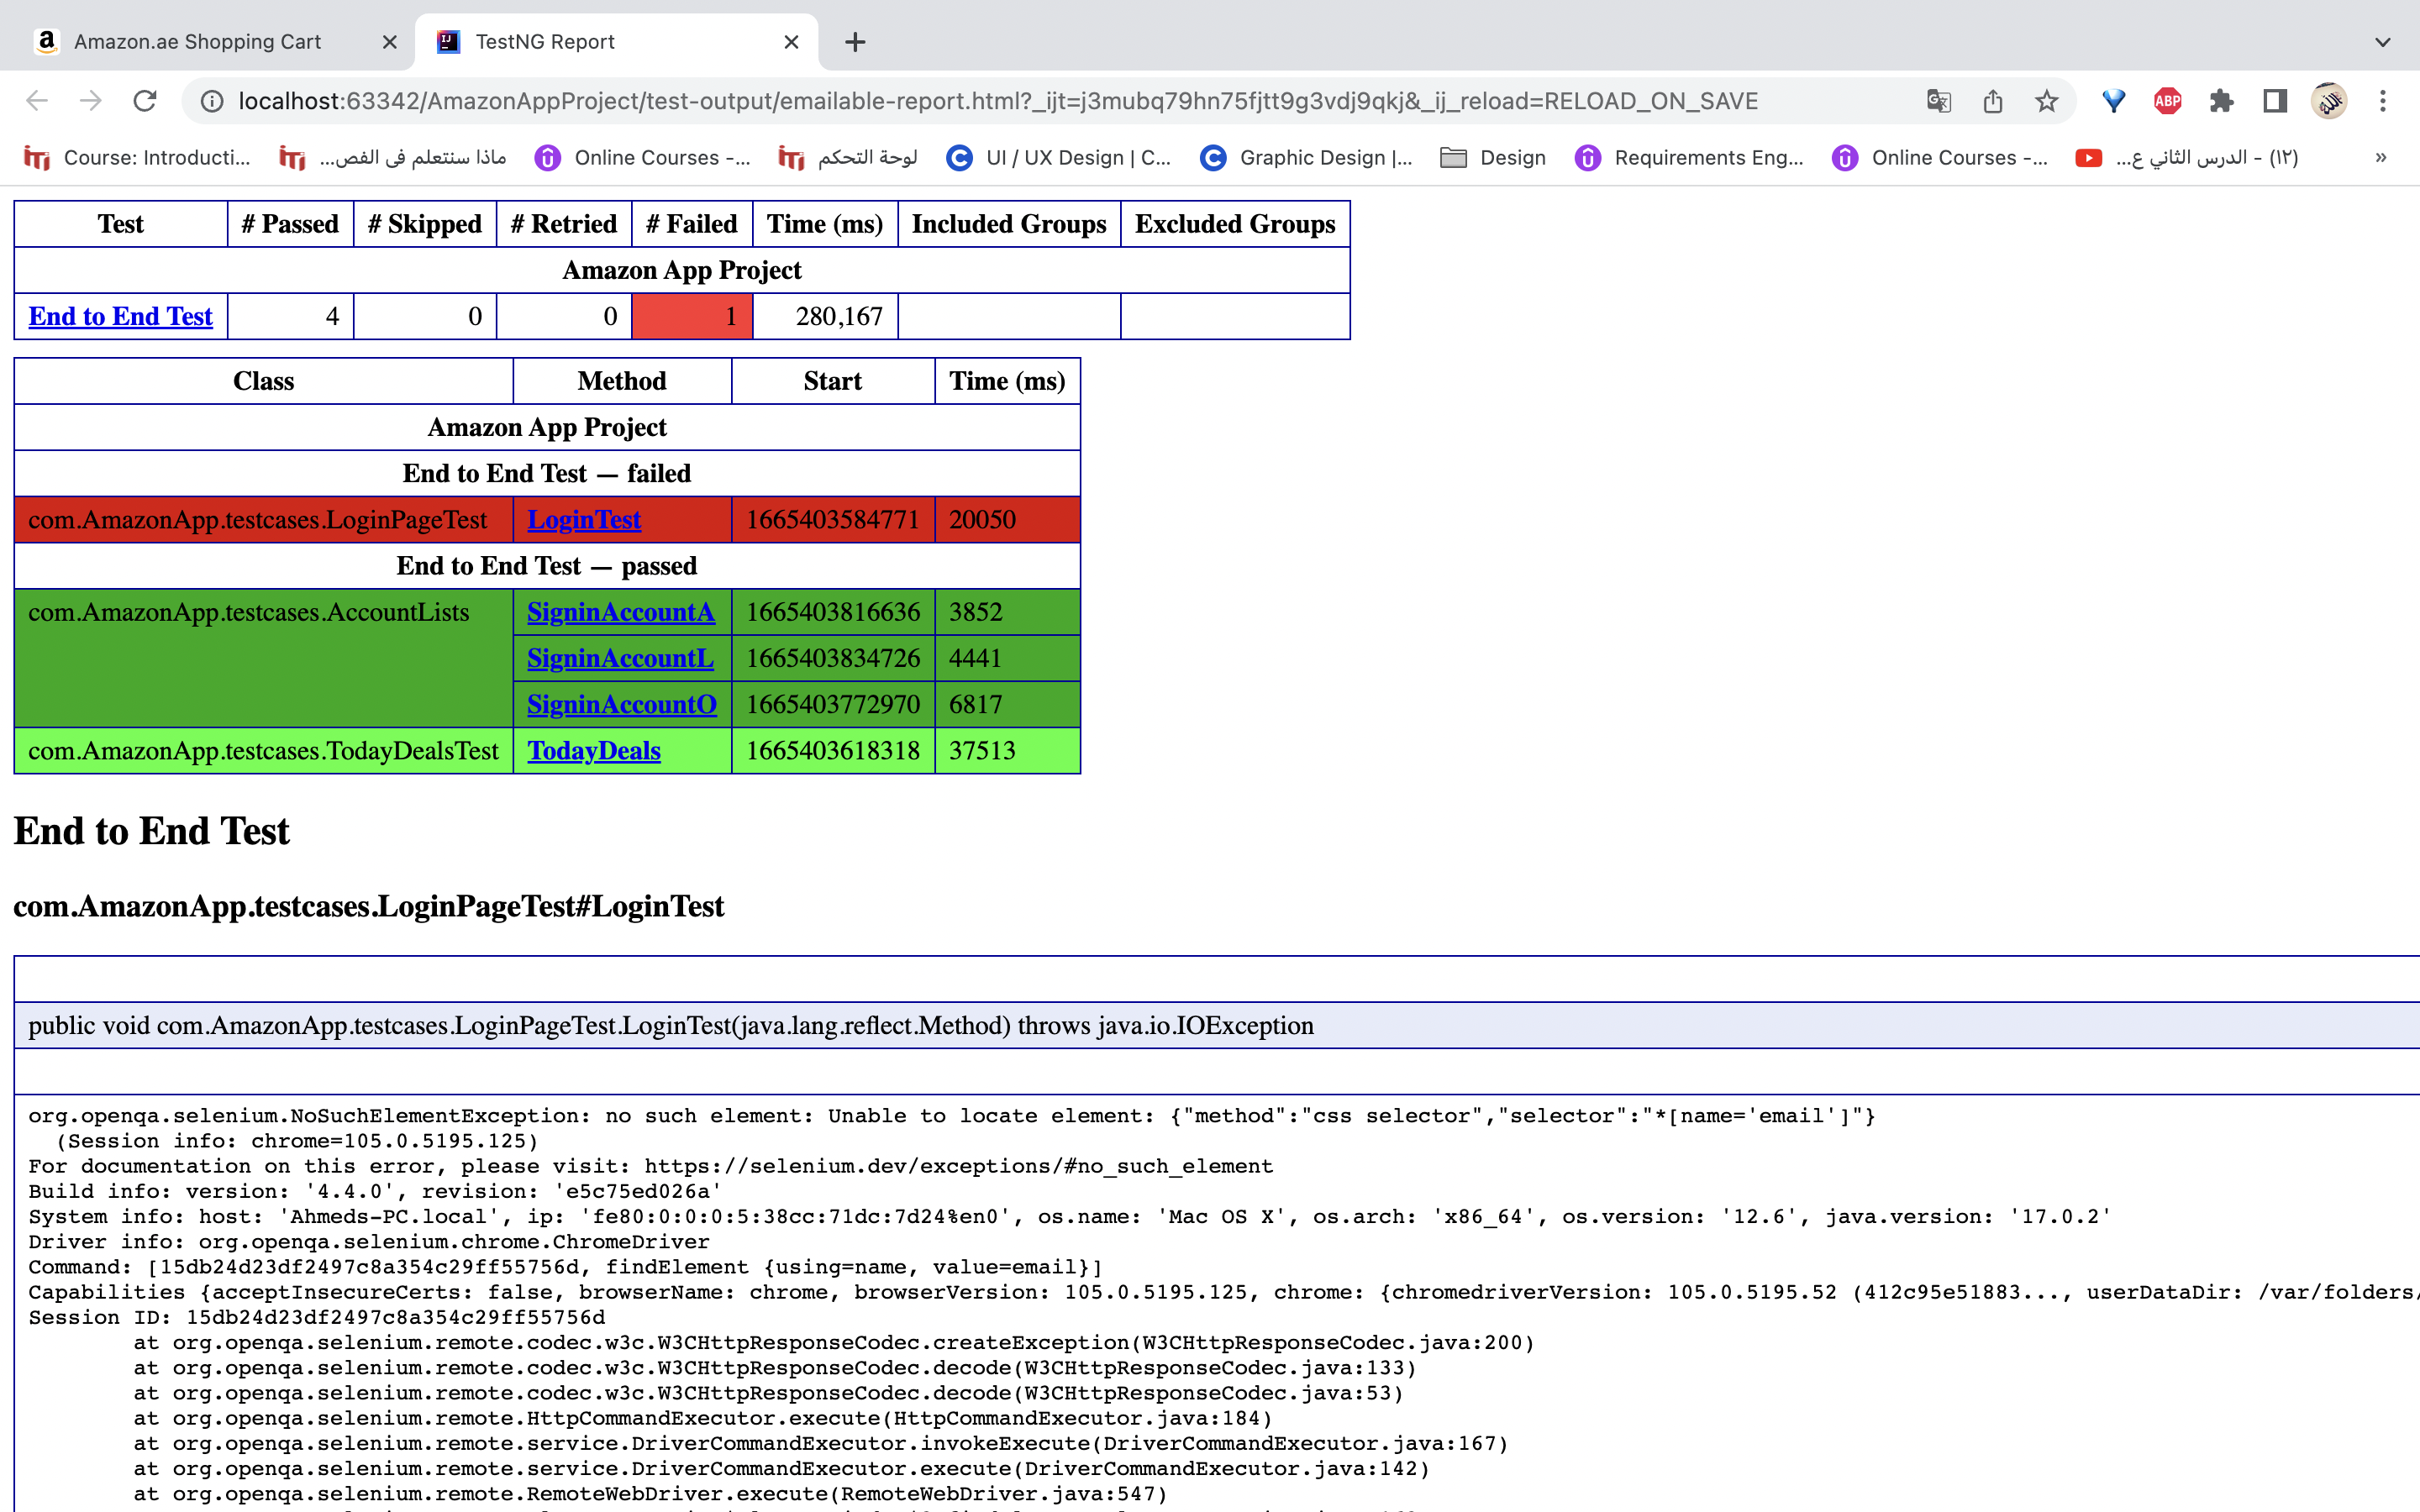 Amazon.ae Shopping Cart
TestNG Report
localhost:63342/AmazonAppProject/test-output/emailable-report.html?_ijt=j3mubq79hn75fjtt9g3vdj9qkj&_ij_reload=RELOAD_ON_SAVE
ABP
Course: Introducti... ماذا سنتعلم فى الفص... Online Courses -... لوحة التحكم UI / UX Design | C... Graphic Design |... Design Requirements Eng... Online Courses -... (١٢) - الدرس الثاني ع... »
Test # Passed # Skipped # Retried # Failed Time (ms) Included Groups Excluded Groups
Amazon App Project
End to End Test 4 0 0 1 280,167
Class Method Start Time (ms)
Amazon App Project
End to End Test — failed
com.AmazonApp.testcases.LoginPageTest LoginTest 1665403584771 20050
End to End Test — passed
com.AmazonApp.testcases.AccountLists SigninAccountA 1665403816636 3852
SigninAccountL 1665403834726 4441
SigninAccountO 1665403772970 6817
com.AmazonApp.testcases.TodayDealsTest TodayDeals 1665403618318 37513
End to End Test
com.AmazonApp.testcases.LoginPageTest#LoginTest
public void com.AmazonApp.testcases.LoginPageTest.LoginTest(java.lang.reflect.Method) throws java.io.IOException
org.openqa.selenium.NoSuchElementException: no such element: Unable to locate element: {"method":"css selector","selector":"*[name='email']"}
(Session info: chrome=105.0.5195.125)
For documentation on this error, please visit: https://selenium.dev/exceptions/#no_such_element
Build info: version: '4.4.0', revision: 'e5c75ed026a'
System info: host: 'Ahmeds-PC.local', ip: 'fe80:0:0:0:5:38cc:71dc:7d24%en0', os.name: 'Mac OS X', os.arch: 'x86_64', os.version: '12.6', java.version: '17.0.2'
Driver info: org.openqa.selenium.chrome.ChromeDriver
Command: [15db24d23df2497c8a354c29ff55756d, findElement {using=name, value=email}]
Capabilities {acceptInsecureCerts: false, browserName: chrome, browserVersion: 105.0.5195.125, chrome: {chromedriverVersion: 105.0.5195.52 (412c95e51883..., userDataDir: /var/folders/
Session ID: 15db24d23df2497c8a354c29ff55756d
at org.openqa.selenium.remote.codec.w3c.W3CHttpResponseCodec.createException(W3CHttpResponseCodec.java:200)
at org.openqa.selenium.remote.codec.w3c.W3CHttpResponseCodec.decode(W3CHttpResponseCodec.java:133)
at org.openqa.selenium.remote.codec.w3c.W3CHttpResponseCodec.decode(W3CHttpResponseCodec.java:53)
at org.openqa.selenium.remote.HttpCommandExecutor.execute(HttpCommandExecutor.java:184)
at org.openqa.selenium.remote.service.DriverCommandExecutor.invokeExecute(DriverCommandExecutor.java:167)
at org.openqa.selenium.remote.service.DriverCommandExecutor.execute(DriverCommandExecutor.java:142)
at org.openqa.selenium.remote.RemoteWebDriver.execute(RemoteWebDriver.java:547)